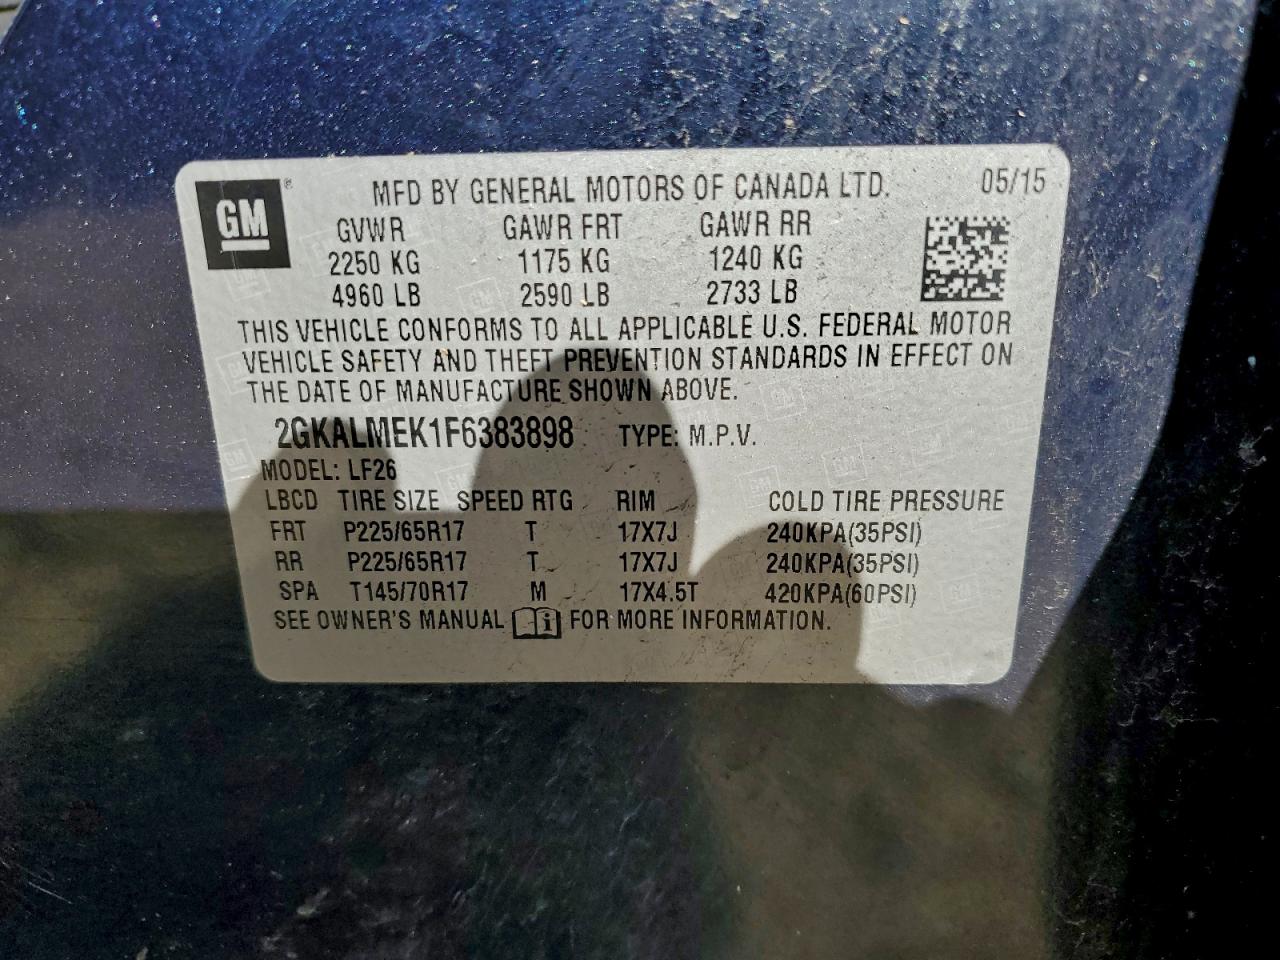 GM® MFD BY GENERAL MOTORS OF CANADA LTD. 05/15
GVWR GAWR FRT GAWR RR
2250 KG 1175 KG 1240 KG
4960 LB 2590 LB 2733 LB
THIS VEHICLE CONFORMS TO ALL APPLICABLE U.S. FEDERAL MOTOR
VEHICLE SAFETY AND THEFT PREVENTION STANDARDS IN EFFECT ON
THE DATE OF MANUFACTURE SHOWN ABOVE.
2GKALMEK1F6383898 TYPE: M.P.V.
MODEL: LF26
LBCD TIRE SIZE SPEED RTG RIM COLD TIRE PRESSURE
FRT P225/65R17 T 17X7J 240KPA(35PSI)
RR P225/65R17 T 17X7J 240KPA(35PSI)
SPA T145/70R17 M 17X4.5T 420KPA(60PSI)
SEE OWNER'S MANUAL i FOR MORE INFORMATION.